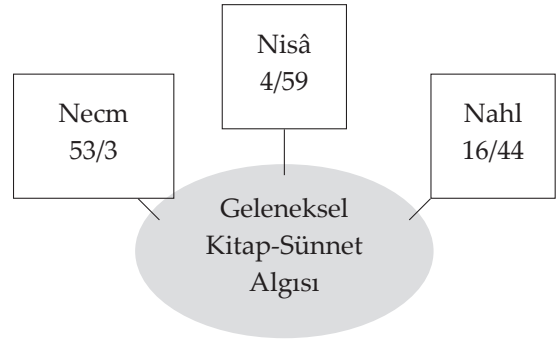 Nisâ
4/59
Necm
53/3
Nahl
16/44
Geleneksel
Kitap-Sünnet
Algısı